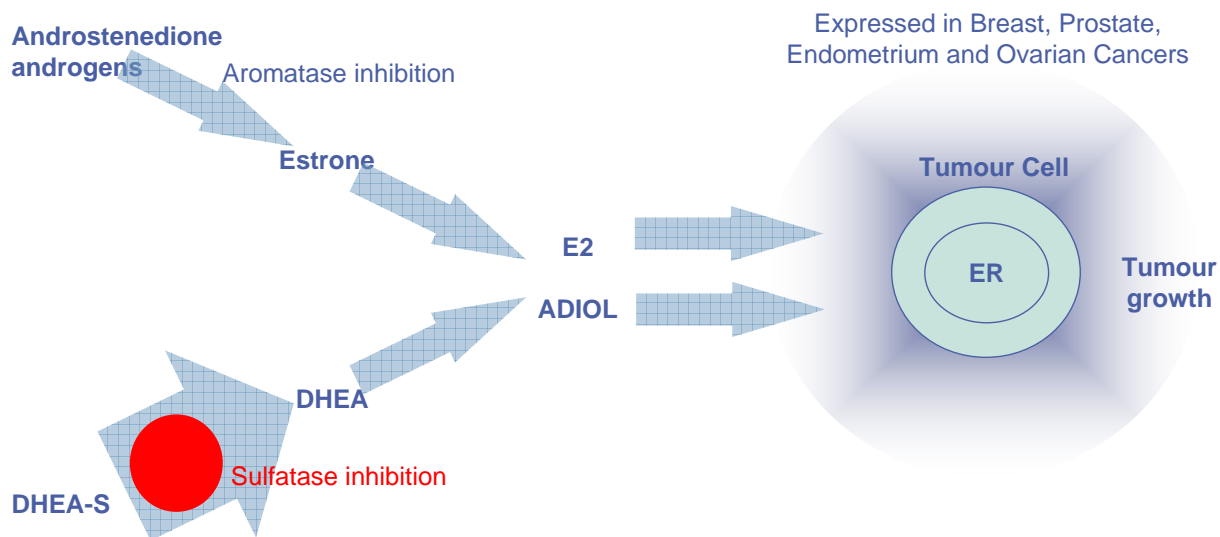 Androstenedione
androgens
Aromatase inhibition
Estrone
Expressed in Breast, Prostate,
Endometrium and Ovarian Cancers
Tumour Cell
E2
ER
Tumour
growth
ADIOL
DHEA
Sulfatase inhibition
DHEA-S